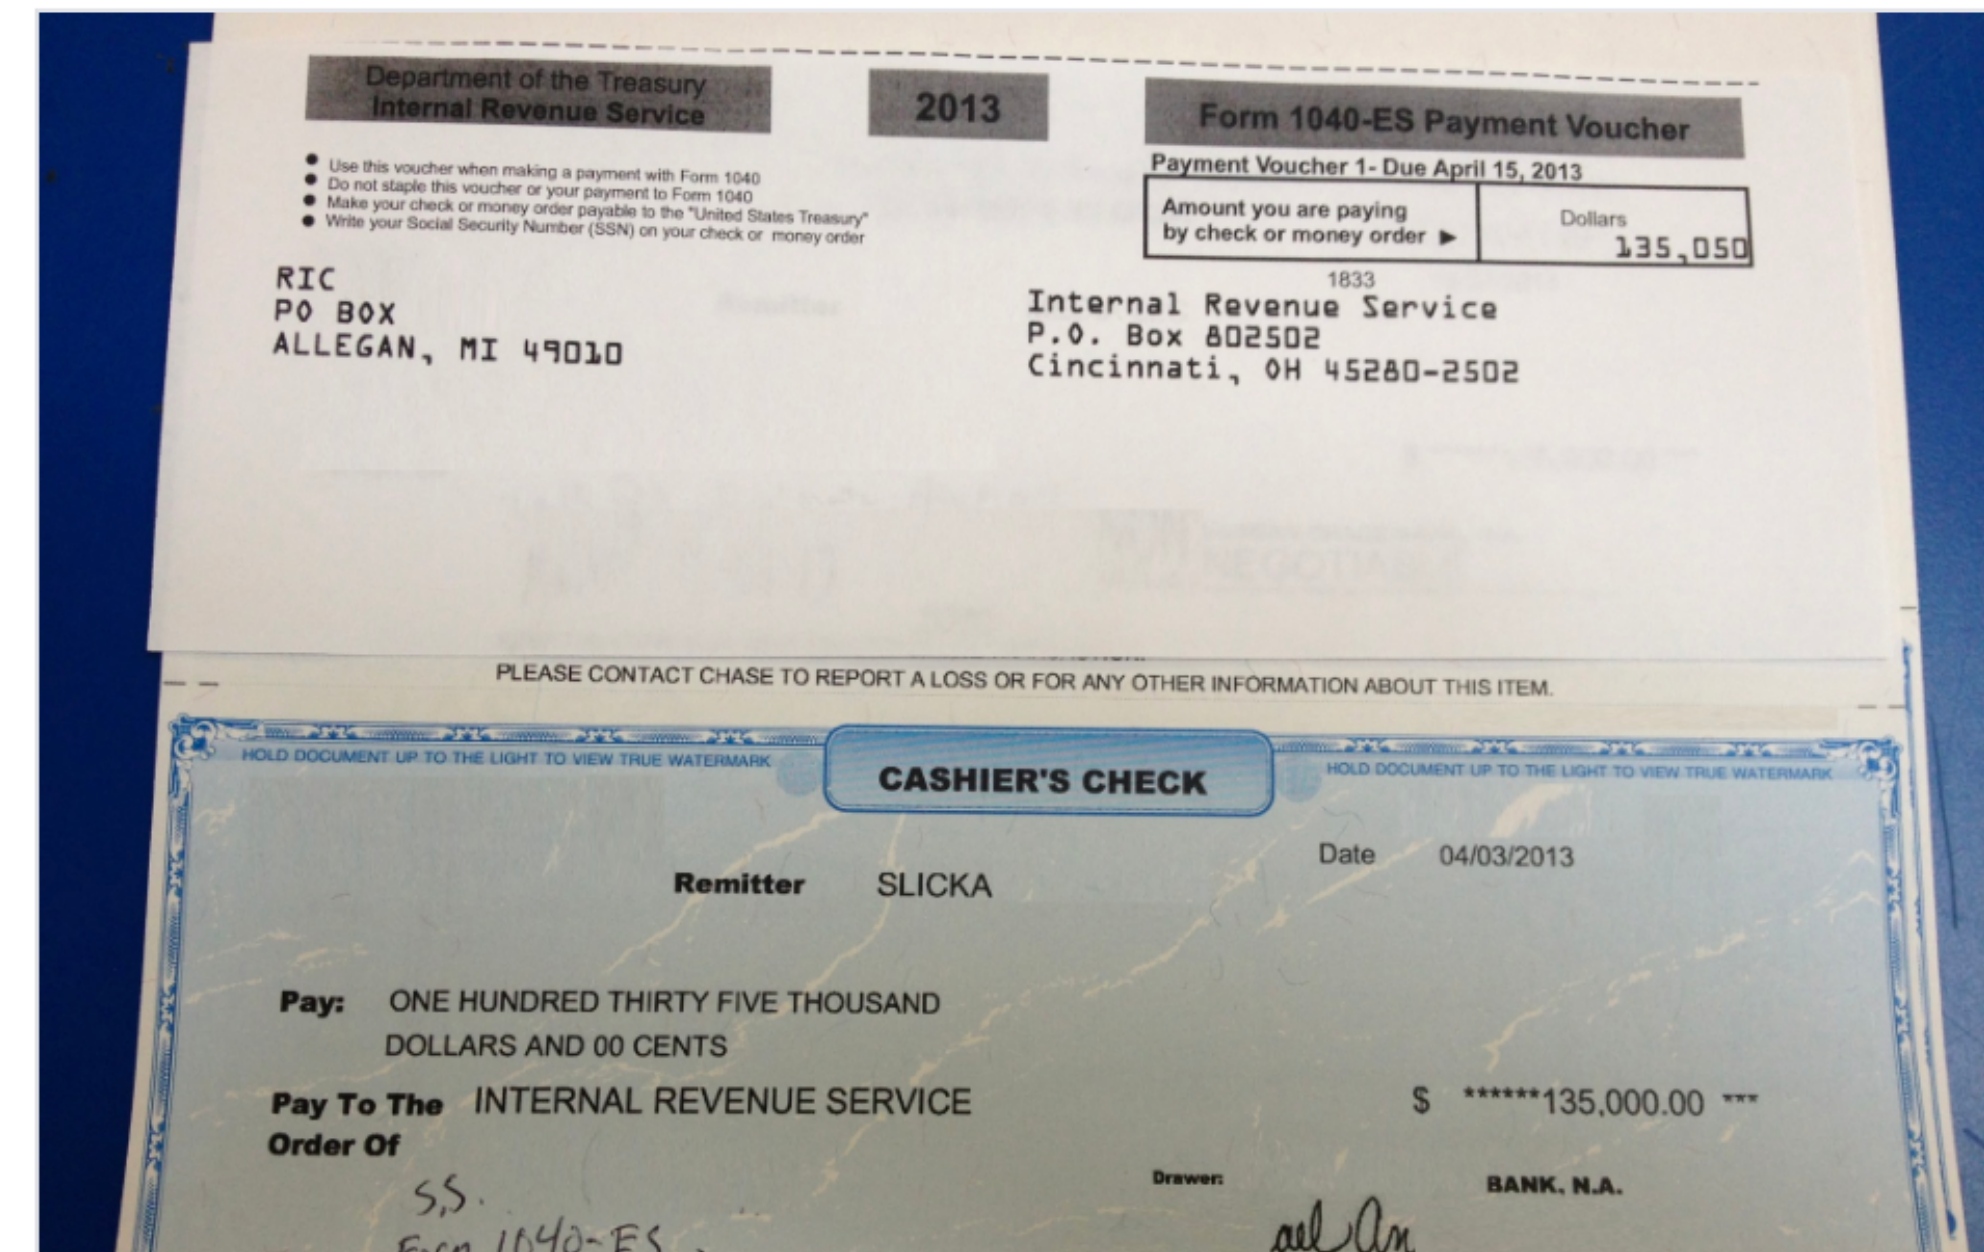 Department of the Treasury
Internal Revenue Service
2013
Form 1040-ES Payment Voucher
● Use this voucher when making a payment with Form 1040
● Do not staple this voucher or your payment to Form 1040
● Make your check or money order payable to the "United States Treasury"
● Write your Social Security Number (SSN) on your check or money order
Payment Voucher 1- Due April 15, 2013
Amount you are paying
by check or money order ►
Dollars
135,050
1833
RIC
PO BOX
ALLEGAN, MI 49010
Internal Revenue Service
P.O. Box 802502
Cincinnati, OH 45280-2502
PLEASE CONTACT CHASE TO REPORT A LOSS OR FOR ANY OTHER INFORMATION ABOUT THIS ITEM.
HOLD DOCUMENT UP TO THE LIGHT TO VIEW TRUE WATERMARK
CASHIER'S CHECK
HOLD DOCUMENT UP TO THE LIGHT TO VIEW TRUE WATERMARK
Date 04/03/2013
Remitter SLICKA
Pay: ONE HUNDRED THIRTY FIVE THOUSAND
DOLLARS AND 00 CENTS
Pay To The INTERNAL REVENUE SERVICE
Order Of
$ ******135,000.00 ***
Drawer: BANK, N.A.
S.S.
Form 1040-ES